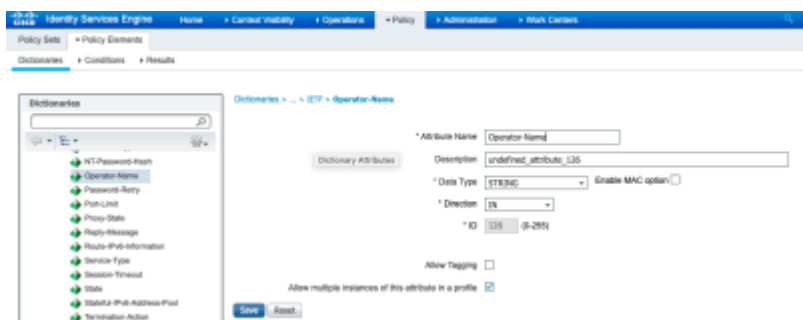 CISCO Identity Services Engine Home Context Visibility Operations Policy Administration Work Centers
Policy Sets Policy Elements
Dictionaries Conditions Results
Dictionaries
Dictionaries > ... > IETF > Operator-Name
* Attribute Name Operator-Name
NT-Password-Hash
Dictionary Attributes
Description undefined_attribute_126
Operator-Name
* Data Type STRING Enable MAC option
Password-Retry
Port-Limit
* Direction IN
Proxy-State
* ID 126 (0-255)
Reply-Message
Route-IPv6-Information
Service-Type
Allow Tagging
Session-Timeout
State
Allow multiple instances of this attribute in a profile
Stateful-IPv6-Address-Pool
Save Reset
Termination-Action